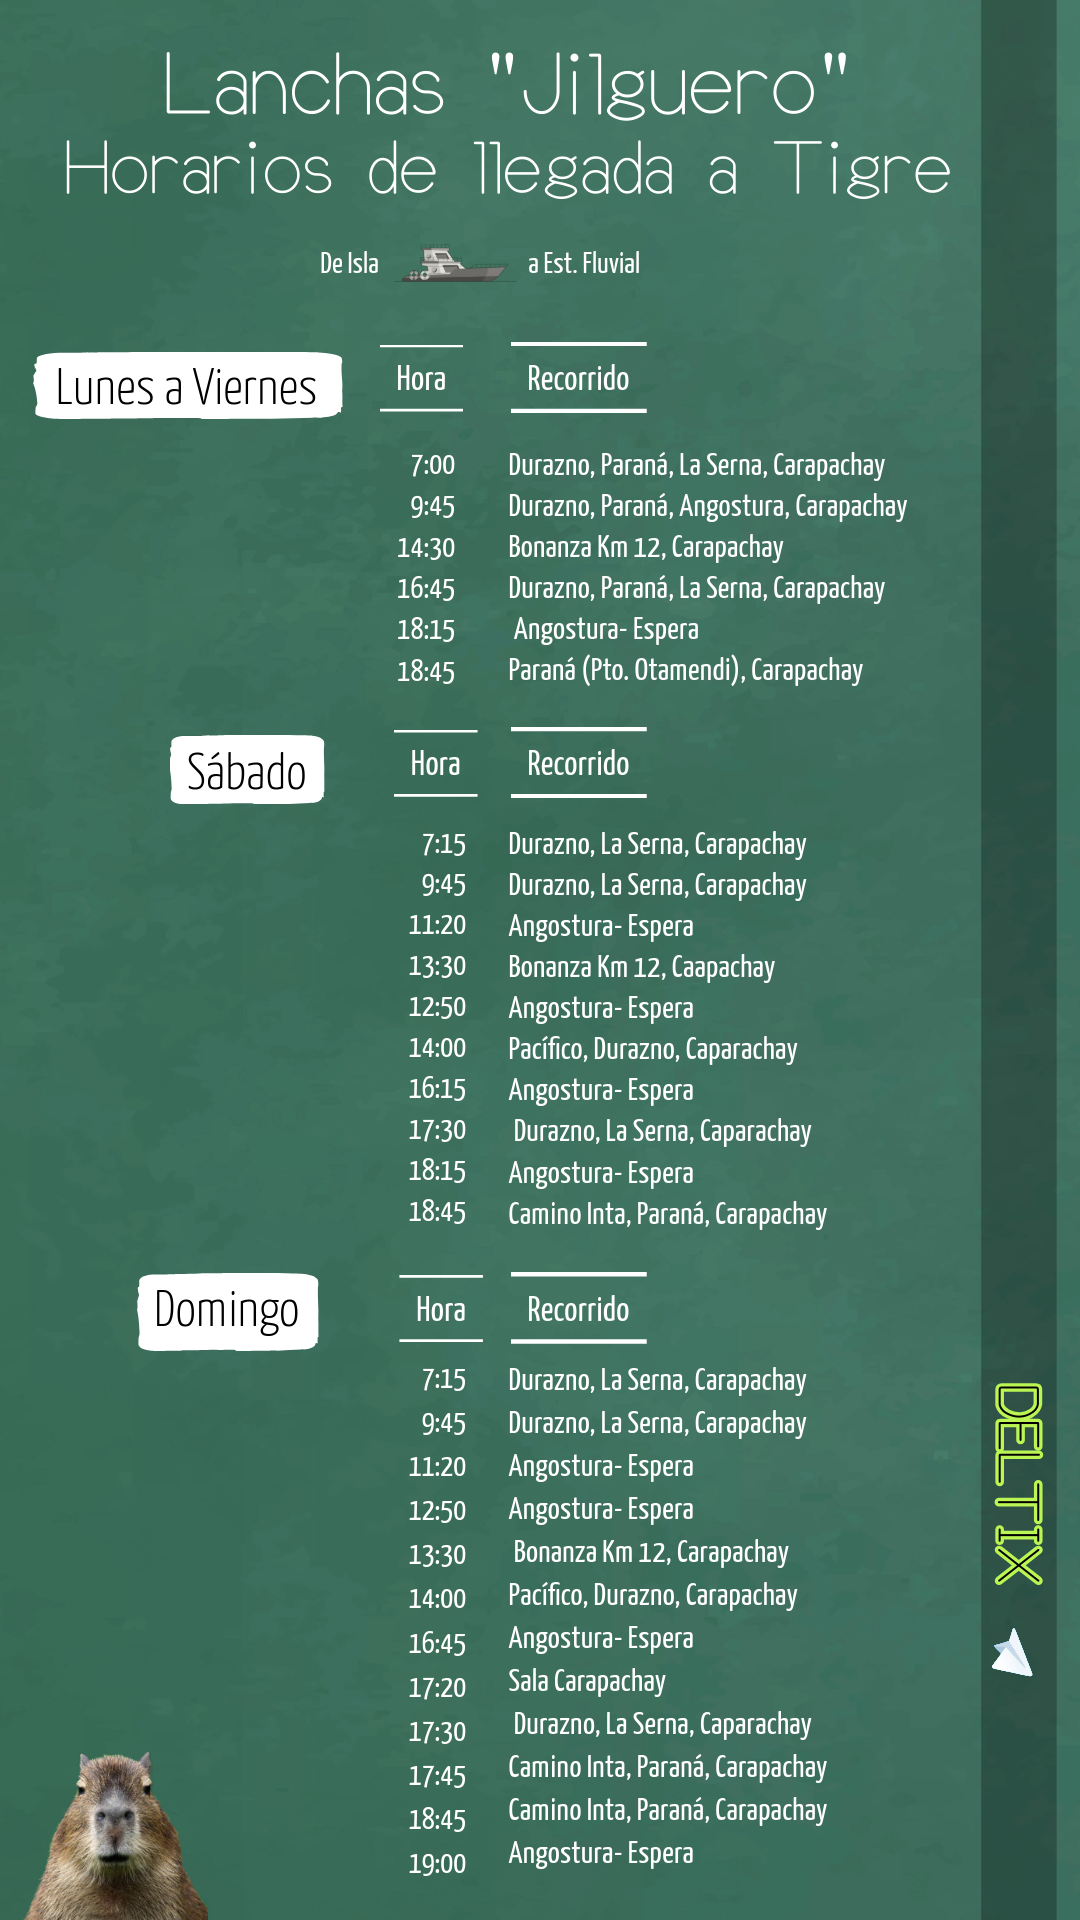 Lanchas "Jilguero"
Horarios de llegada a Tigre
De Isla a Est. Fluvial
Lunes a Viernes Hora Recorrido
7:00 Durazno, Paraná, La Serna, Carapachay
9:45 Durazno, Paraná, Angostura, Carapachay
14:30 Bonanza Km 12, Carapachay
16:45 Durazno, Paraná, La Serna, Carapachay
18:15 Angostura- Espera
18:45 Paraná (Pto. Otamendi), Carapachay
Sábado Hora Recorrido
7:15 Durazno, La Serna, Carapachay
9:45 Durazno, La Serna, Carapachay
11:20 Angostura- Espera
13:30 Bonanza Km 12, Caapachay
12:50 Angostura- Espera
14:00 Pacífico, Durazno, Caparachay
16:15 Angostura- Espera
17:30 Durazno, La Serna, Caparachay
18:15 Angostura- Espera
18:45 Camino Inta, Paraná, Carapachay
Domingo Hora Recorrido
7:15 Durazno, La Serna, Carapachay
9:45 Durazno, La Serna, Carapachay
11:20 Angostura- Espera
12:50 Angostura- Espera
13:30 Bonanza Km 12, Carapachay
14:00 Pacífico, Durazno, Carapachay
16:45 Angostura- Espera
17:20 Sala Carapachay
17:30 Durazno, La Serna, Caparachay
17:45 Camino Inta, Paraná, Carapachay
18:45 Camino Inta, Paraná, Carapachay
19:00 Angostura- Espera
DELTIX